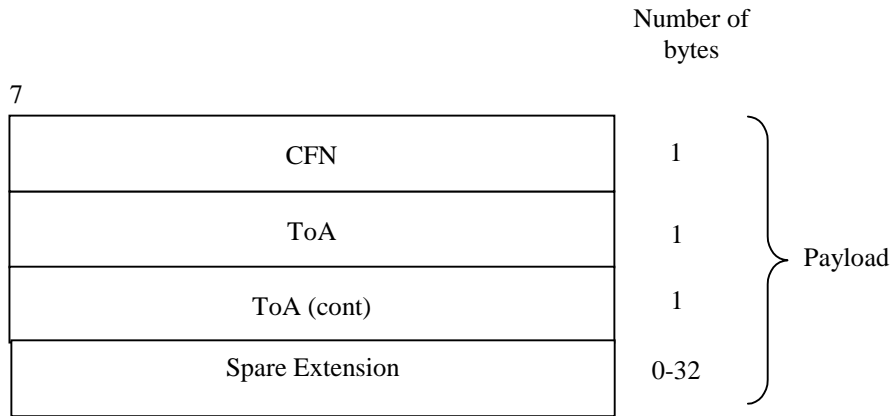 Number of
bytes
7
CFN 1
ToA 1
Payload
ToA (cont) 1
Spare Extension 0-32